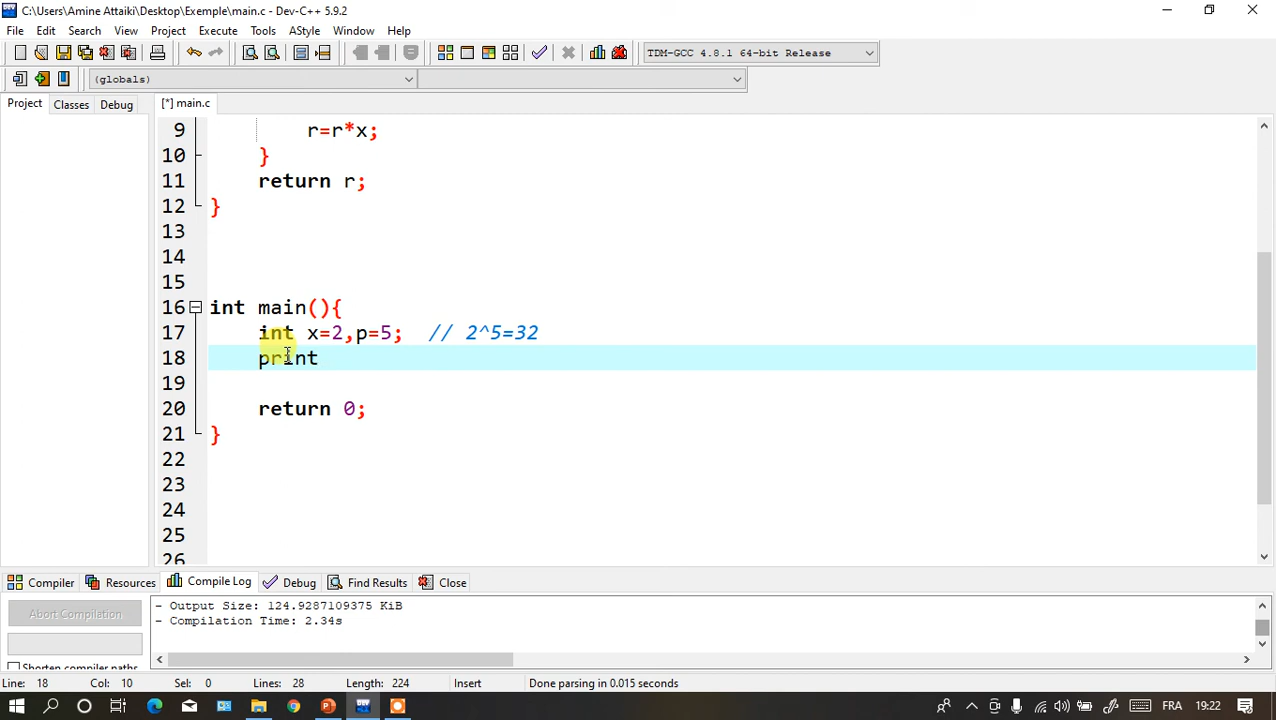 C:\Users\Amine Attaiki\Desktop\Exemple\main.c - Dev-C++ 5.9.2
File Edit Search View Project Execute Tools AStyle Window Help
TDM-GCC 4.8.1 64-bit Release
(globals)
Project Classes Debug [*] main.c
9 r=r*x;
10 }
11 return r;
12 }
13
14
15
16 int main(){
17 int x=2,p=5; // 2^5=32
18 print
19
20 return 0;
21 }
22
23
24
25
26
Compiler Resources Compile Log Debug Find Results Close
Abort Compilation
- Output Size: 124.9287109375 KiB
- Compilation Time: 2.34s
Shorten compiler paths
Line: 18 Col: 10 Sel: 0 Lines: 28 Length: 224 Insert Done parsing in 0.015 seconds
DEV FRA 19:22